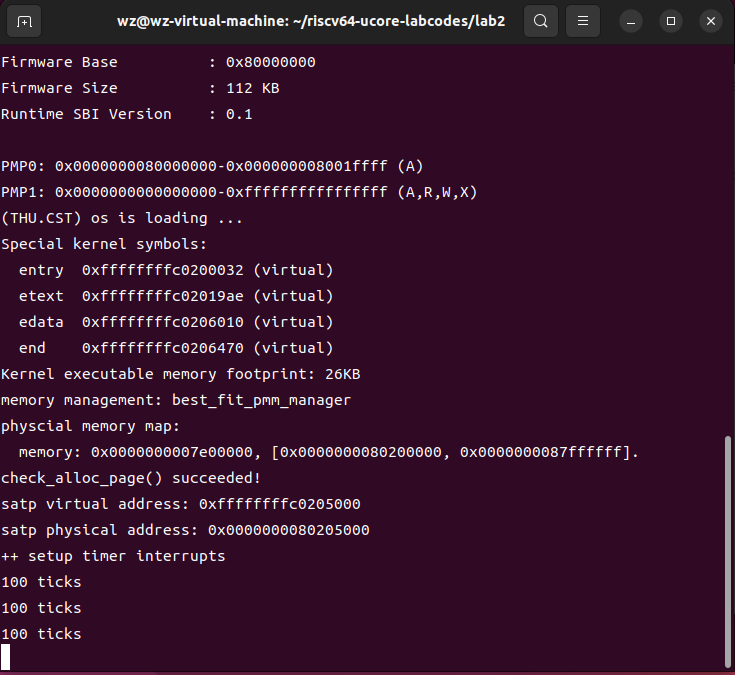 wz@wz-virtual-machine: ~/riscv64-ucore-labcodes/lab2
Firmware Base          : 0x80000000
Firmware Size          : 112 KB
Runtime SBI Version    : 0.1
PMP0: 0x0000000080000000-0x000000008001ffff (A)
PMP1: 0x0000000000000000-0xffffffffffffffff (A,R,W,X)
(THU.CST) os is loading ...
Special kernel symbols:
  entry  0xffffffffc0200032 (virtual)
  etext  0xffffffffc02019ae (virtual)
  edata  0xffffffffc0206010 (virtual)
  end    0xffffffffc0206470 (virtual)
Kernel executable memory footprint: 26KB
memory management: best_fit_pmm_manager
physcial memory map:
  memory: 0x0000000007e00000, [0x0000000080200000, 0x0000000087ffffff].
check_alloc_page() succeeded!
satp virtual address: 0xffffffffc0205000
satp physical address: 0x0000000080205000
++ setup timer interrupts
100 ticks
100 ticks
100 ticks